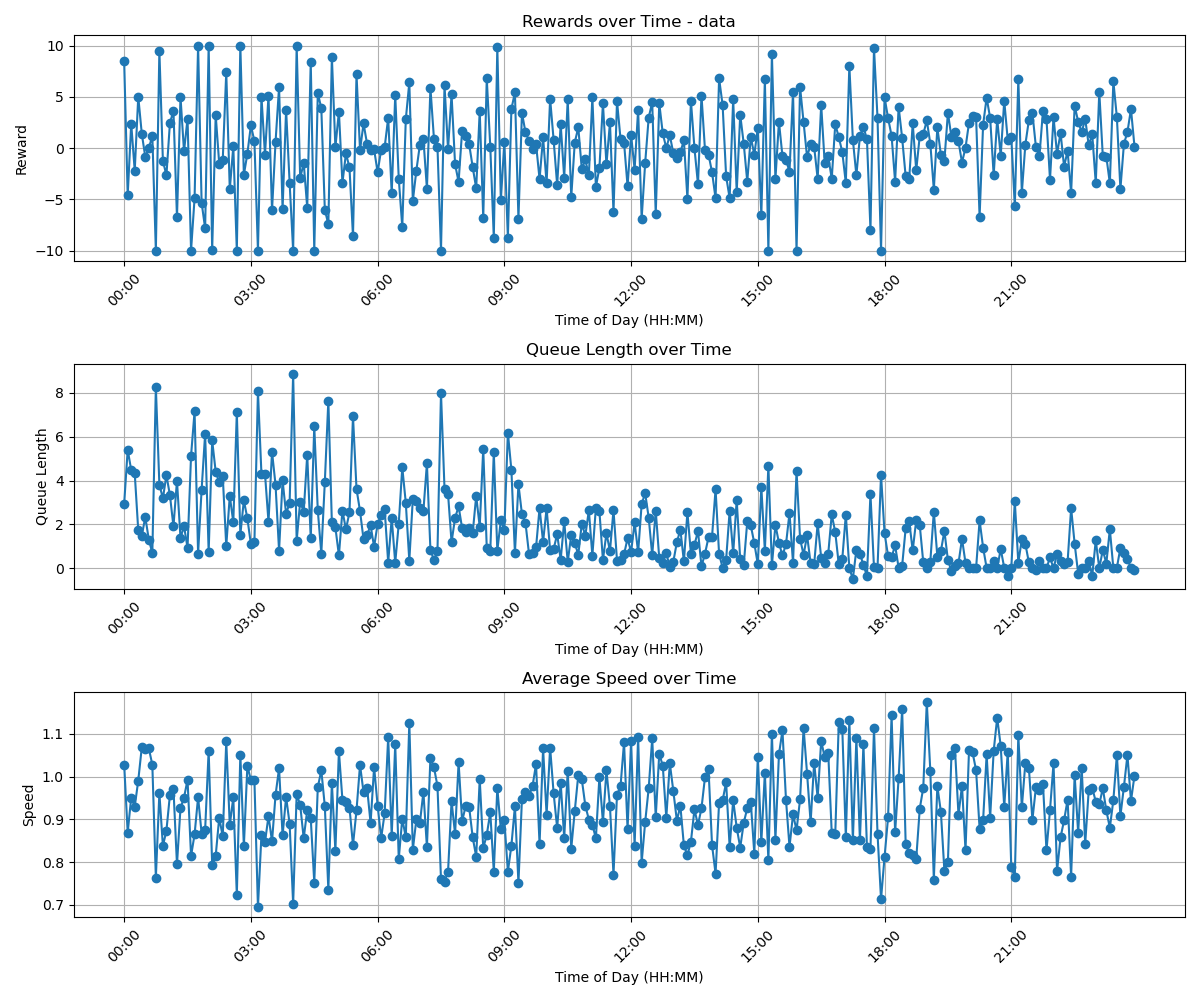 Rewards over Time - data
Reward
10
5
0
−5
−10
00:00 03:00 06:00 09:00 12:00 15:00 18:00 21:00
Time of Day (HH:MM)
Queue Length over Time
Queue Length
8
6
4
2
0
00:00 03:00 06:00 09:00 12:00 15:00 18:00 21:00
Time of Day (HH:MM)
Average Speed over Time
Speed
1.1
1.0
0.9
0.8
0.7
00:00 03:00 06:00 09:00 12:00 15:00 18:00 21:00
Time of Day (HH:MM)